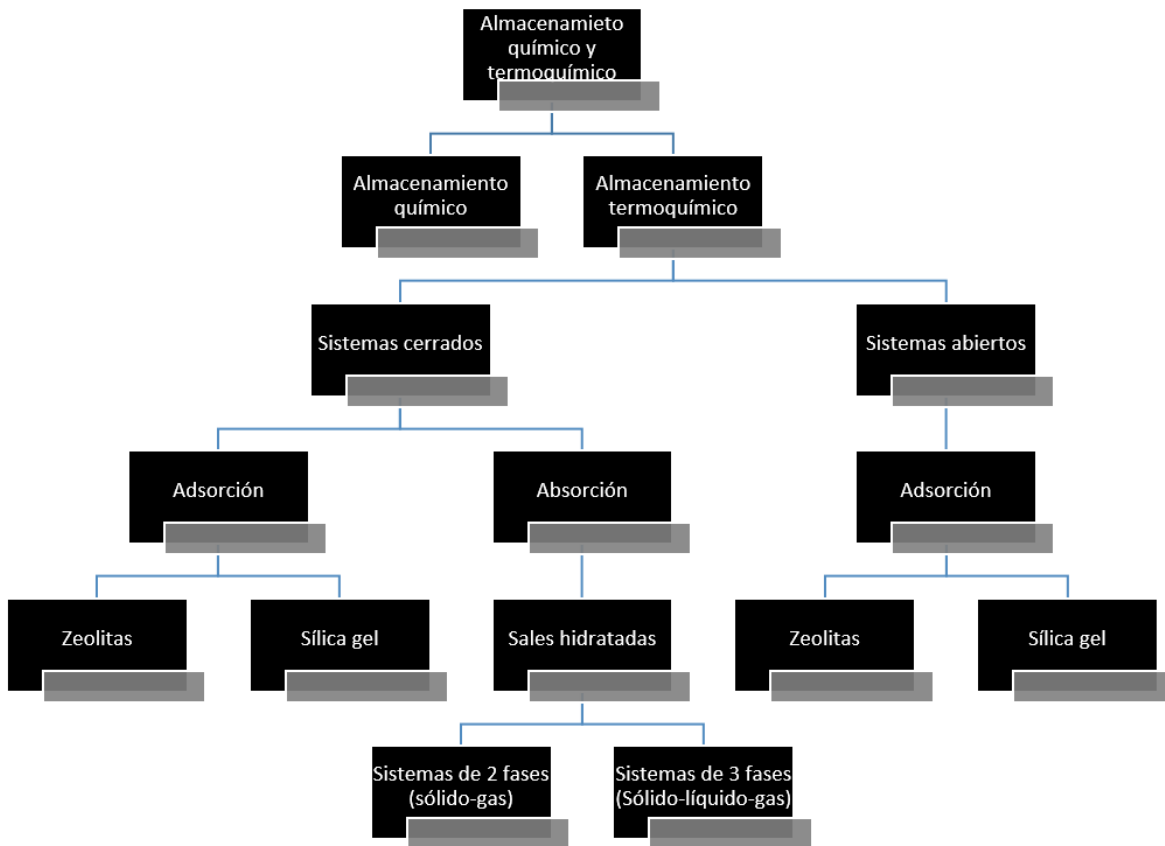 Almacenamieto
químico y
termoquímico
Almacenamiento
químico
Almacenamiento
termoquímico
Sistemas cerrados
Sistemas abiertos
Adsorción
Absorción
Adsorción
Zeolitas
Sílica gel
Sales hidratadas
Zeolitas
Sílica gel
Sistemas de 2 fases
(sólido-gas)
Sistemas de 3 fases
(Sólido-líquido-gas)